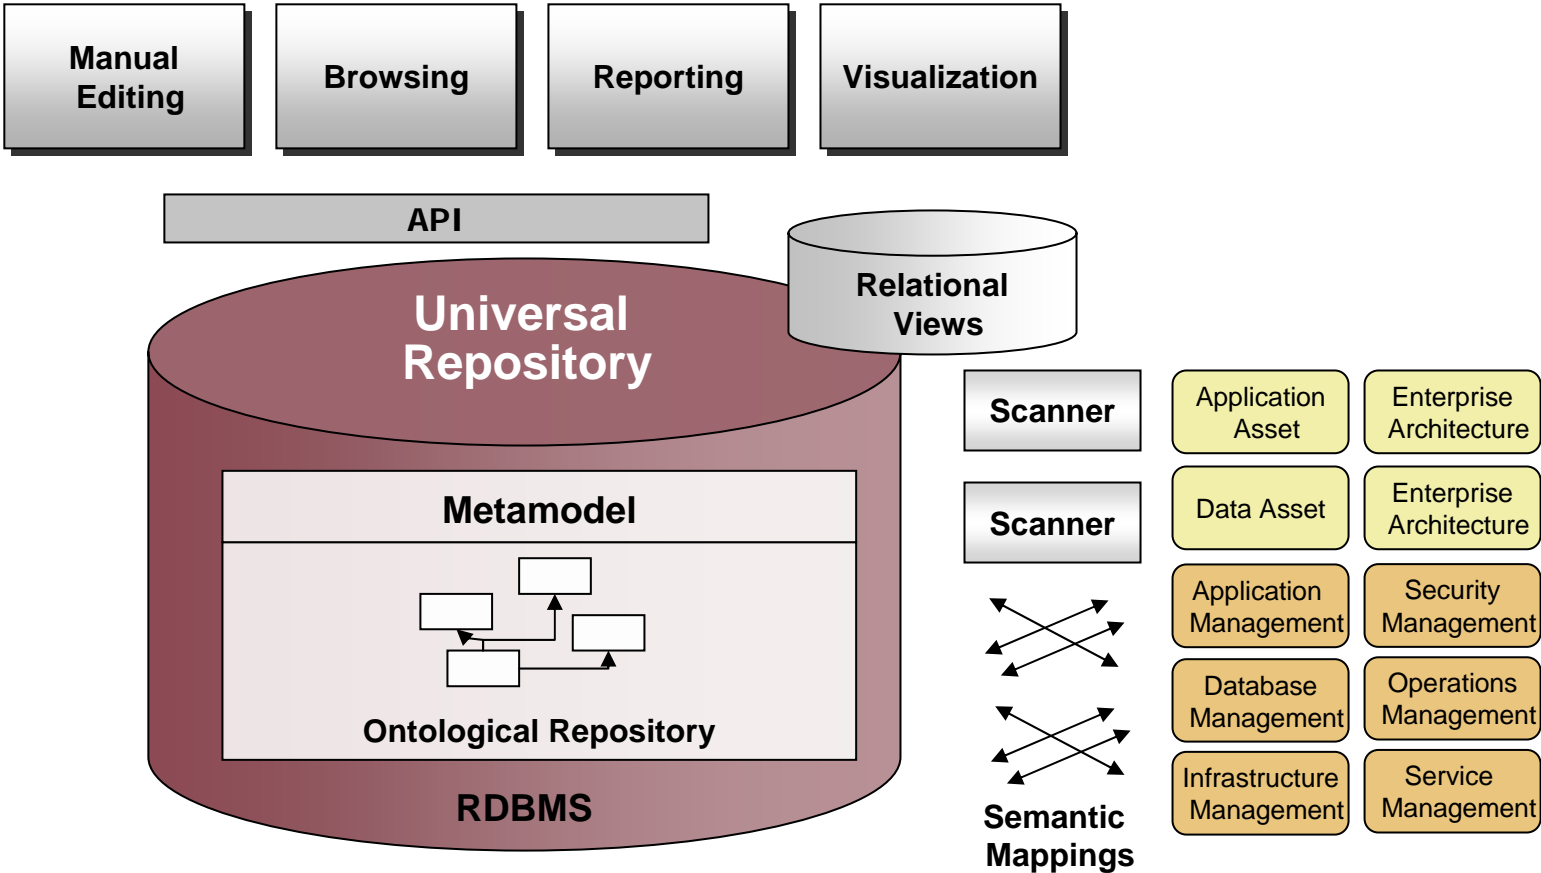 Manual
Editing
Browsing
Reporting
Visualization
API
Relational
Views
Universal
Repository
Metamodel
Ontological Repository
RDBMS
Scanner
Scanner
Semantic
Mappings
Application
Asset
Enterprise
Architecture
Data Asset
Enterprise
Architecture
Application
Management
Security
Management
Database
Management
Operations
Management
Infrastructure
Management
Service
Management